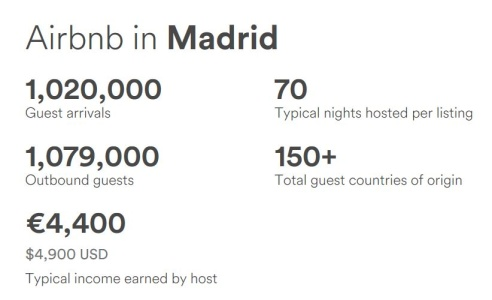 Airbnb in Madrid
1,020,000
Guest arrivals
70
Typical nights hosted per listing
1,079,000
Outbound guests
150+
Total guest countries of origin
€4,400
$4,900 USD
Typical income earned by host